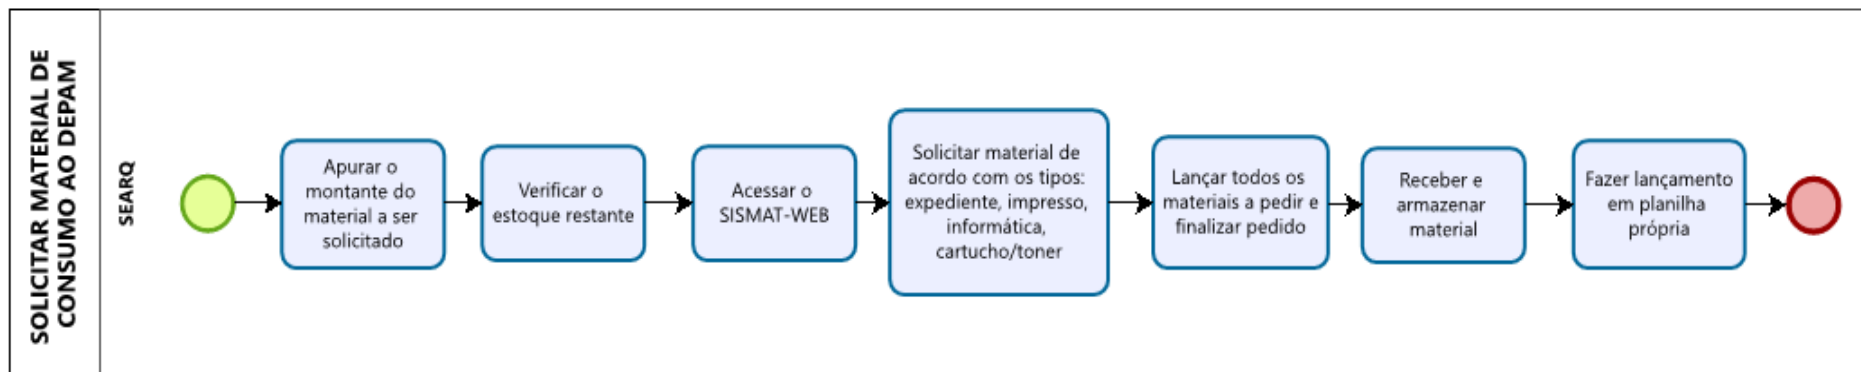 SOLICITAR MATERIAL DE
CONSUMO AO DEPAM
SEARQ
Apurar o
montante do
material a ser
solicitado
Verificar o
estoque restante
Acessar o
SISMAT-WEB
Solicitar material de
acordo com os tipos:
expediente, impresso,
informática,
cartucho/toner
Lançar todos os
materiais a pedir e
finalizar pedido
Receber e
armazenar
material
Fazer lançamento
em planilha
própria